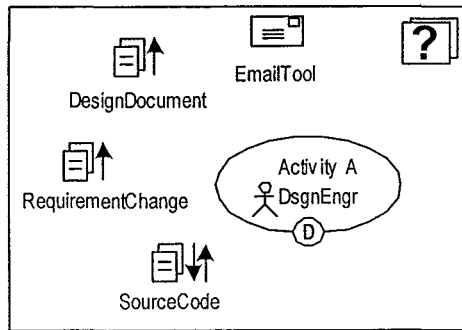 ?
EmailTool
DesignDocument
Activity A
DsgnEngr
RequirementChange
D
SourceCode